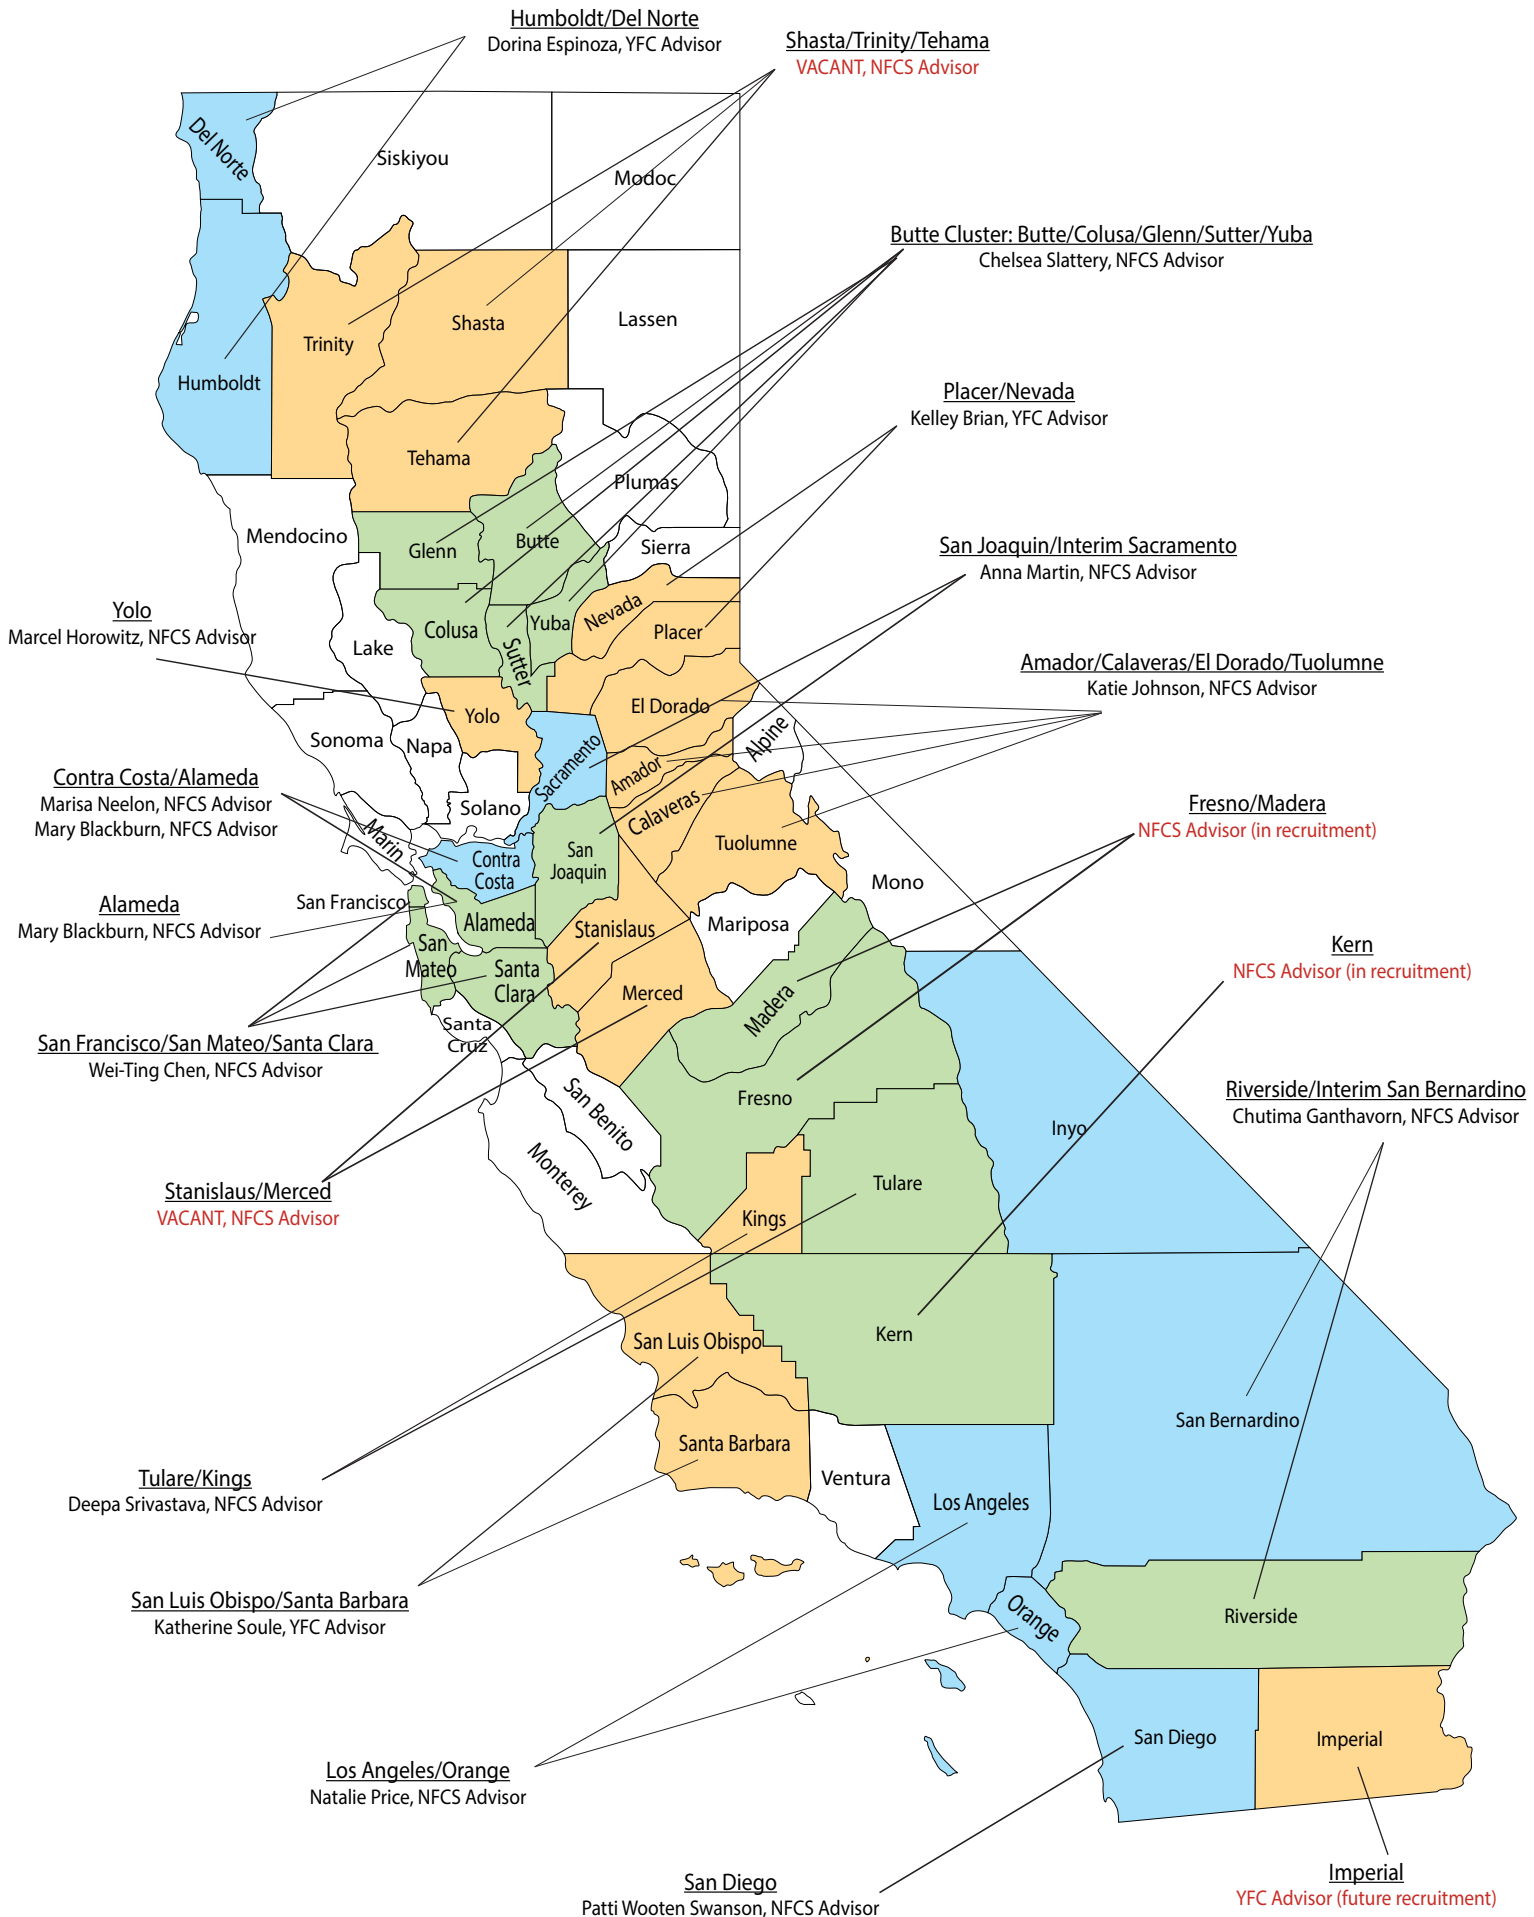 Humboldt/Del Norte
Dorina Espinoza, YFC Advisor
Shasta/Trinity/Tehama
VACANT, NFCS Advisor
Del Norte
Siskiyou
Modoc
Butte Cluster: Butte/Colusa/Glenn/Sutter/Yuba
Chelsea Slattery, NFCS Advisor
Trinity
Shasta
Lassen
Humboldt
Placer/Nevada
Kelley Brian, YFC Advisor
Tehama
Plumas
Mendocino
Glenn
Butte
Sierra
San Joaquin/Interim Sacramento
Anna Martin, NFCS Advisor
Yolo
Marcel Horowitz, NFCS Advisor
Lake
Colusa
Sutter
Yuba
Nevada
Placer
Amador/Calaveras/El Dorado/Tuolumne
Katie Johnson, NFCS Advisor
Sonoma
Napa
Yolo
El Dorado
Sacramento
Amador
Alpine
Contra Costa/Alameda
Marisa Neelon, NFCS Advisor
Mary Blackburn, NFCS Advisor
Solano
Calaveras
Fresno/Madera
NFCS Advisor (in recruitment)
Marin
Contra
Costa
San
Joaquin
Tuolumne
Mono
Alameda
Mary Blackburn, NFCS Advisor
San Francisco
Alameda
Stanislaus
Mariposa
Kern
NFCS Advisor (in recruitment)
San
Mateo
Santa
Clara
Merced
Madera
San Francisco/San Mateo/Santa Clara
Wei-Ting Chen, NFCS Advisor
Santa
Cruz
San Benito
Fresno
Inyo
Riverside/Interim San Bernardino
Chutima Ganthavorn, NFCS Advisor
Monterey
Stanislaus/Merced
VACANT, NFCS Advisor
Kings
Tulare
San Luis Obispo
Kern
Santa Barbara
San Bernardino
Tulare/Kings
Deepa Srivastava, NFCS Advisor
Ventura
Los Angeles
San Luis Obispo/Santa Barbara
Katherine Soule, YFC Advisor
Orange
Riverside
Los Angeles/Orange
Natalie Price, NFCS Advisor
San Diego
Imperial
San Diego
Patti Wooten Swanson, NFCS Advisor
Imperial
YFC Advisor (future recruitment)